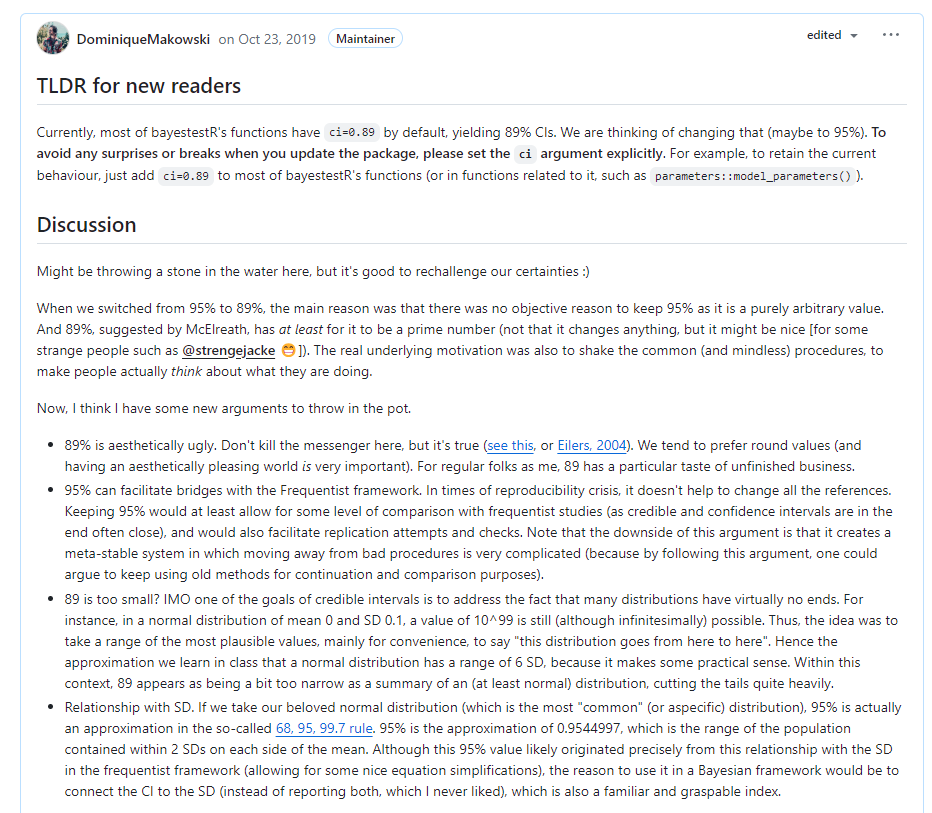 DominiqueMakowski on Oct 23, 2019 Maintainer edited
TLDR for new readers
Currently, most of bayestestR's functions have ci=0.89 by default, yielding 89% CIs. We are thinking of changing that (maybe to 95%). To
avoid any surprises or breaks when you update the package, please set the ci argument explicitly. For example, to retain the current
behaviour, just add ci=0.89 to most of bayestestR's functions (or in functions related to it, such as parameters::model_parameters() ).
Discussion
Might be throwing a stone in the water here, but it's good to rechallenge our certainties :)
When we switched from 95% to 89%, the main reason was that there was no objective reason to keep 95% as it is a purely arbitrary value.
And 89%, suggested by McElreath, has at least for it to be a prime number (not that it changes anything, but it might be nice [for some
strange people such as @strengejacke 😁]). The real underlying motivation was also to shake the common (and mindless) procedures, to
make people actually think about what they are doing.
Now, I think I have some new arguments to throw in the pot.
• 89% is aesthetically ugly. Don't kill the messenger here, but it's true (see this, or Eilers, 2004). We tend to prefer round values (and
having an aesthetically pleasing world is very important). For regular folks as me, 89 has a particular taste of unfinished business.
• 95% can facilitate bridges with the Frequentist framework. In times of reproducibility crisis, it doesn't help to change all the references.
Keeping 95% would at least allow for some level of comparison with frequentist studies (as credible and confidence intervals are in the
end often close), and would also facilitate replication attempts and checks. Note that the downside of this argument is that it creates a
meta-stable system in which moving away from bad procedures is very complicated (because by following this argument, one could
argue to keep using old methods for continuation and comparison purposes).
• 89 is too small? IMO one of the goals of credible intervals is to address the fact that many distributions have virtually no ends. For
instance, in a normal distribution of mean 0 and SD 0.1, a value of 10^99 is still (although infinitesimally) possible. Thus, the idea was to
take a range of the most plausible values, mainly for convenience, to say "this distribution goes from here to here". Hence the
approximation we learn in class that a normal distribution has a range of 6 SD, because it makes some practical sense. Within this
context, 89 appears as being a bit too narrow as a summary of an (at least normal) distribution, cutting the tails quite heavily.
• Relationship with SD. If we take our beloved normal distribution (which is the most "common" (or aspecific) distribution), 95% is actually
an approximation in the so-called 68, 95, 99.7 rule. 95% is the approximation of 0.9544997, which is the range of the population
contained within 2 SDs on each side of the mean. Although this 95% value likely originated precisely from this relationship with the SD
in the frequentist framework (allowing for some nice equation simplifications), the reason to use it in a Bayesian framework would be to
connect the CI to the SD (instead of reporting both, which I never liked), which is also a familiar and graspable index.